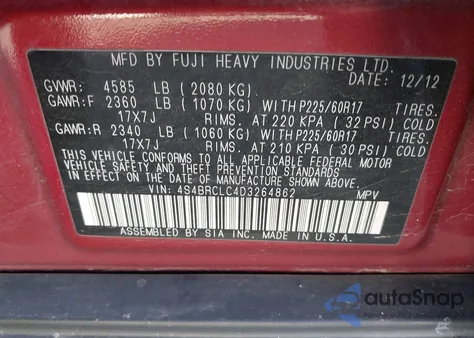 MFD BY FUJI HEAVY INDUSTRIES LTD.
DATE: 12/12
GVWR: 4585 LB (2080 KG)
GAWR:F 2360 LB (1070 KG) WITH P225/60R17 TIRES.
17X7J RIMS. AT 220 KPA (32 PSI) COLD
GAWR:R 2340 LB (1060 KG) WITH P225/60R17 TIRES.
17X7J RIMS. AT 210 KPA (30 PSI) COLD
THIS VEHICLE CONFORMS TO ALL APPLICABLE FEDERAL MOTOR
VEHICLE SAFETY AND THEFT PREVENTION STANDARDS
IN EFFECT ON THE DATE OF MANUFACTURE SHOWN ABOVE.
VIN: 4S4BRCLC4D3264862 MPV
ASSEMBLED BY SIA INC. MADE IN U.S.A.
autoSnap